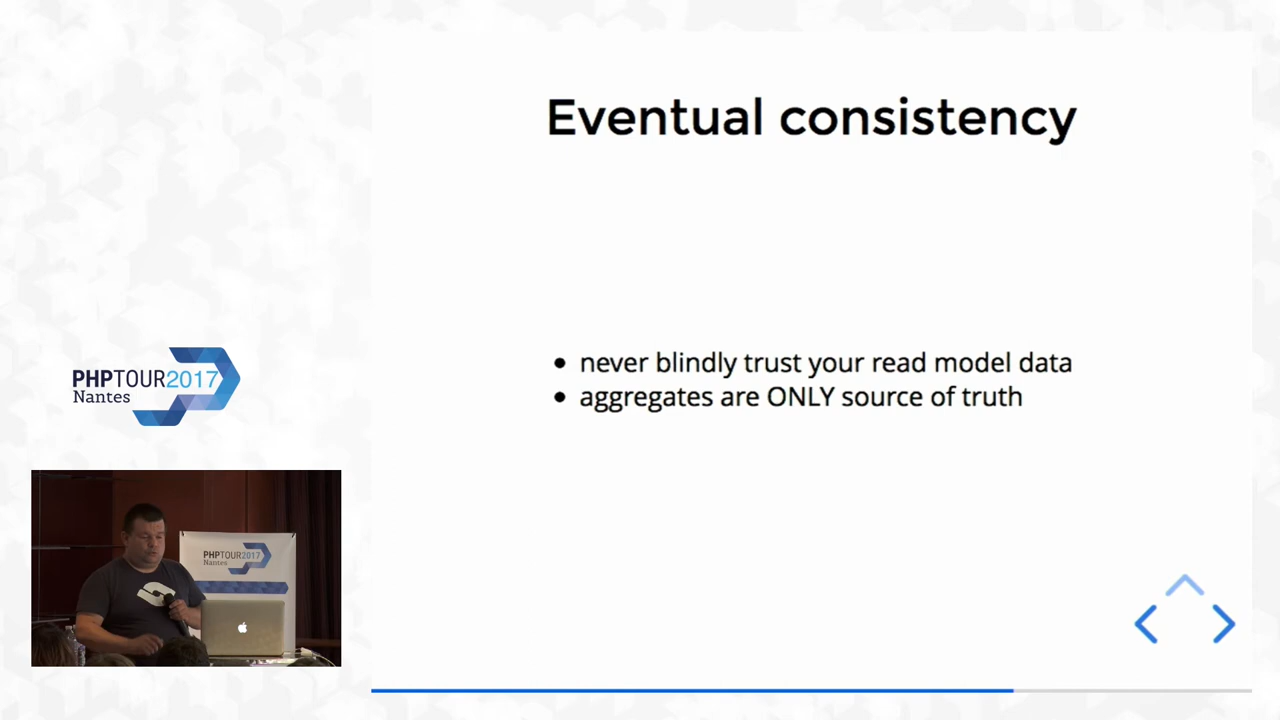 Eventual consistency
never blindly trust your read model data
aggregates are ONLY source of truth
PHPTOUR2017
Nantes
PHPTOUR2017
Nantes